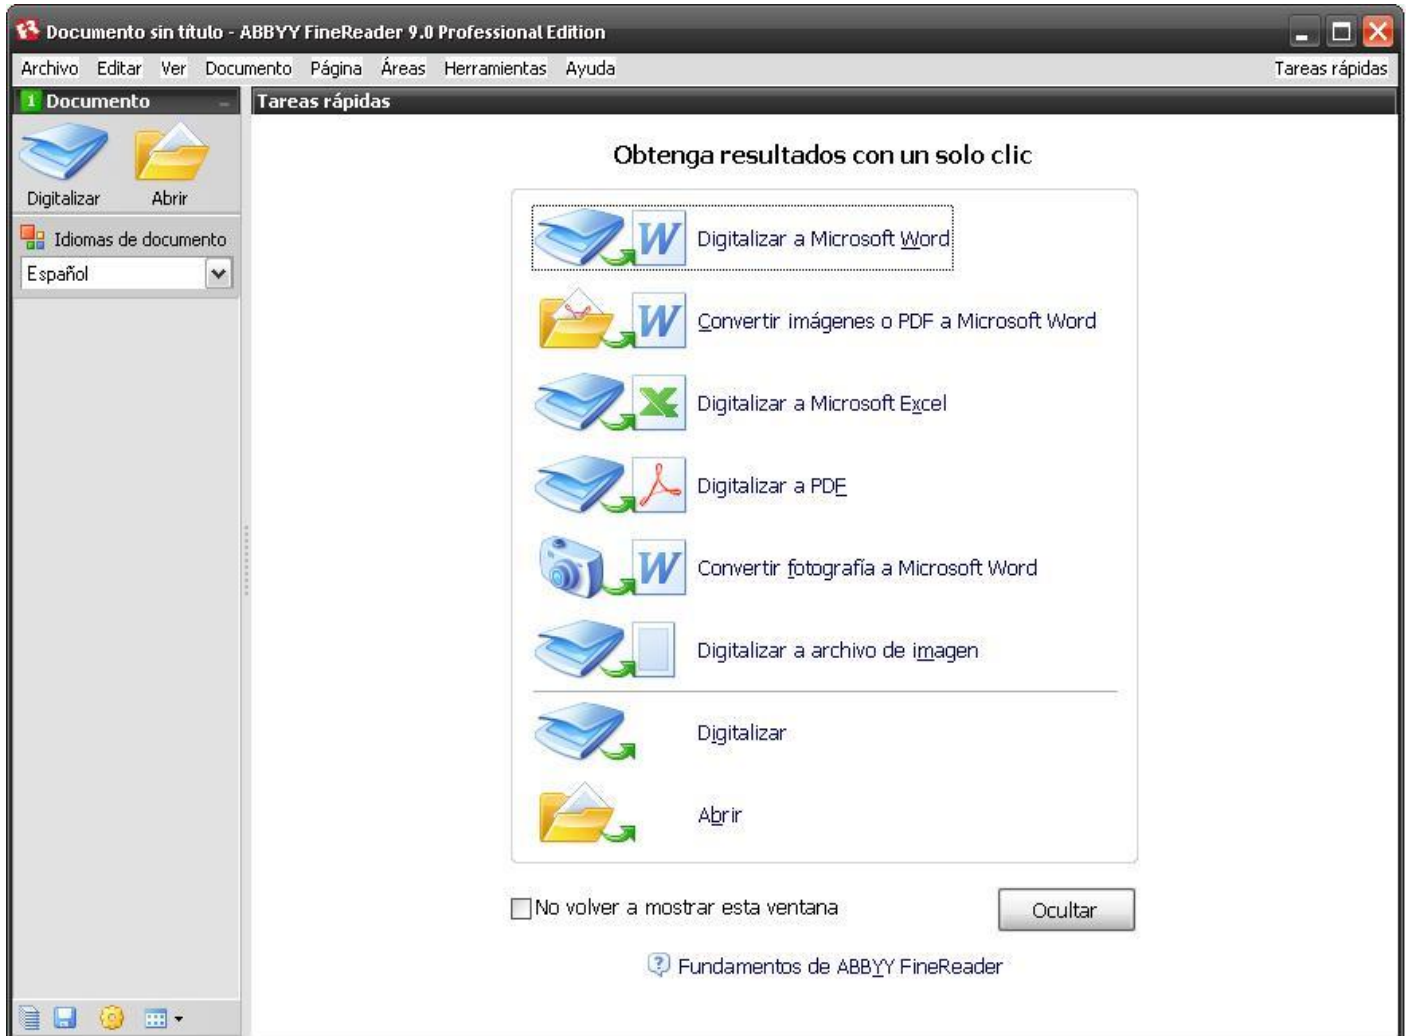 Documento sin título - ABBYY FineReader 9.0 Professional Edition
Archivo Editar Ver Documento Página Áreas Herramientas Ayuda Tareas rápidas
1 Documento
Tareas rápidas
Digitalizar Abrir
Idiomas de documento
Español
Obtenga resultados con un solo clic
Digitalizar a Microsoft Word
Convertir imágenes o PDF a Microsoft Word
Digitalizar a Microsoft Excel
Digitalizar a PDF
Convertir fotografía a Microsoft Word
Digitalizar a archivo de imagen
Digitalizar
Abrir
No volver a mostrar esta ventana
Ocultar
Fundamentos de ABBYY FineReader